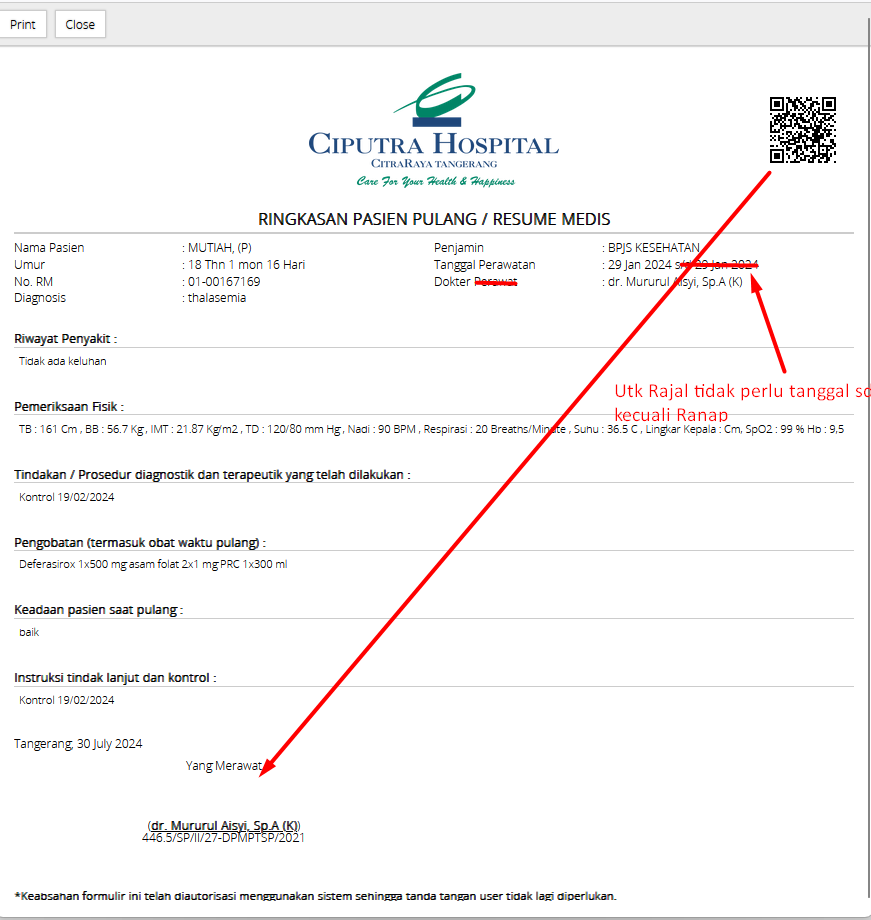 Print Close
CIPUTRA HOSPITAL
CITRARAYA TANGERANG
Care For Your Health & Happiness
RINGKASAN PASIEN PULANG / RESUME MEDIS
Nama Pasien : MUTIAH, (P) Penjamin : BPJS KESEHATAN
Umur : 18 Thn 1 mon 16 Hari Tanggal Perawatan : 29 Jan 2024 s/d 29 Jan 2024
No. RM : 01-00167169 Dokter Perawat : dr. Mururul Aisyi, Sp.A (K)
Diagnosis : thalasemia
Riwayat Penyakit :
Tidak ada keluhan
Utk Rajal tidak perlu tanggal sd
kecuali Ranap
Pemeriksaan Fisik :
TB : 161 Cm , BB : 56.7 Kg , IMT : 21.87 Kg/m2 , TD : 120/80 mm Hg , Nadi : 90 BPM , Respirasi : 20 Breaths/Minute , Suhu : 36.5 C , Lingkar Kepala : Cm, SpO2 : 99 % Hb : 9,5
Tindakan / Prosedur diagnostik dan terapeutik yang telah dilakukan :
Kontrol 19/02/2024
Pengobatan (termasuk obat waktu pulang) :
Deferasirox 1x500 mg asam folat 2x1 mg PRC 1x300 ml
Keadaan pasien saat pulang :
baik
Instruksi tindak lanjut dan kontrol :
Kontrol 19/02/2024
Tangerang, 30 July 2024
Yang Merawat
(dr. Mururul Aisyi, Sp.A (K))
446.5/SP/II/27-DPMPTSP/2021
*Keabsahan formulir ini telah diautorisasi menggunakan sistem sehingga tanda tangan user tidak lagi diperlukan.